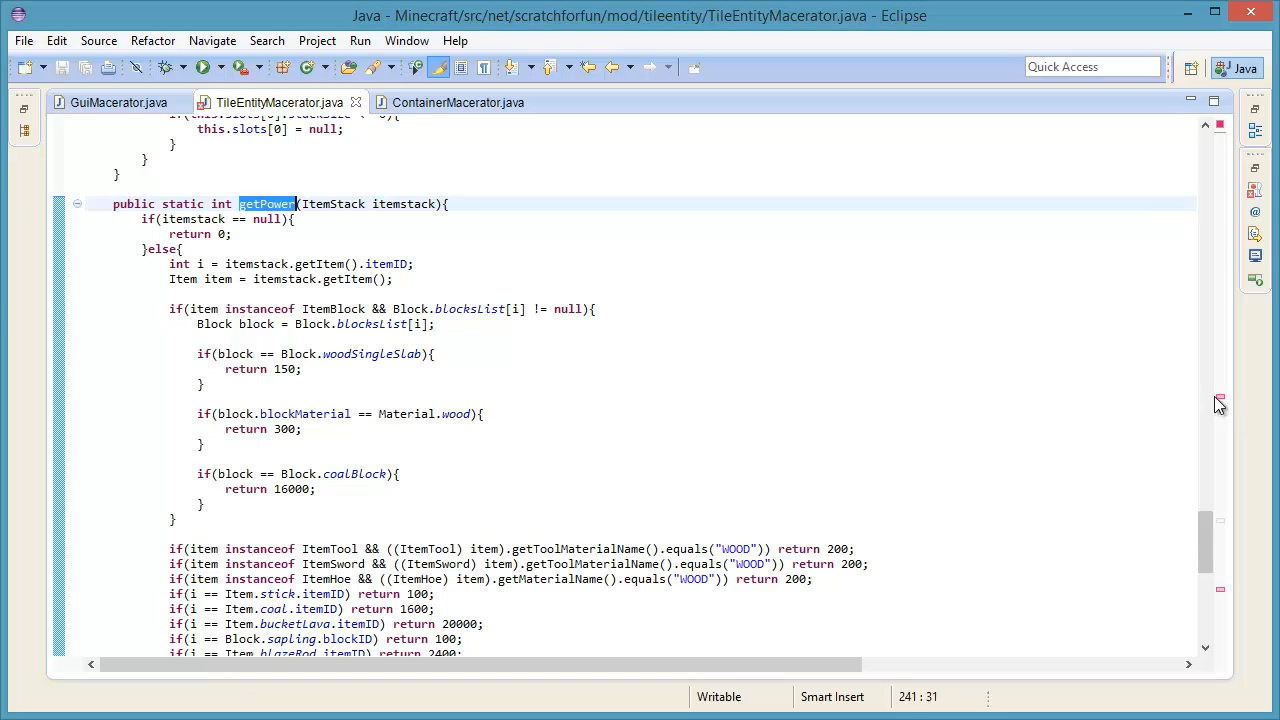 Java - Minecraft/src/net/scratchforfun/mod/tileentity/TileEntityMacerator.java - Eclipse
File Edit Source Refactor Navigate Search Project Run Window Help
Quick Access
Java
GuiMacerator.java
TileEntityMacerator.java
ContainerMacerator.java
this.slots[0] = null;
}
}
}
public static int getPower(ItemStack itemstack){
if(itemstack == null){
return 0;
}else{
int i = itemstack.getItem().itemID;
Item item = itemstack.getItem();
if(item instanceof ItemBlock && Block.blocksList[i] != null){
Block block = Block.blocksList[i];
if(block == Block.woodSingleSlab){
return 150;
}
if(block.blockMaterial == Material.wood){
return 300;
}
if(block == Block.coalBlock){
return 16000;
}
}
if(item instanceof ItemTool && ((ItemTool) item).getToolMaterialName().equals("WOOD")) return 200;
if(item instanceof ItemSword && ((ItemSword) item).getToolMaterialName().equals("WOOD")) return 200;
if(item instanceof ItemHoe && ((ItemHoe) item).getMaterialName().equals("WOOD")) return 200;
if(i == Item.stick.itemID) return 100;
if(i == Item.coal.itemID) return 1600;
if(i == Item.bucketLava.itemID) return 20000;
if(i == Block.sapling.blockID) return 100;
if(i == Item.blazeRod.itemID) return 2400;
Writable
Smart Insert
241 : 31